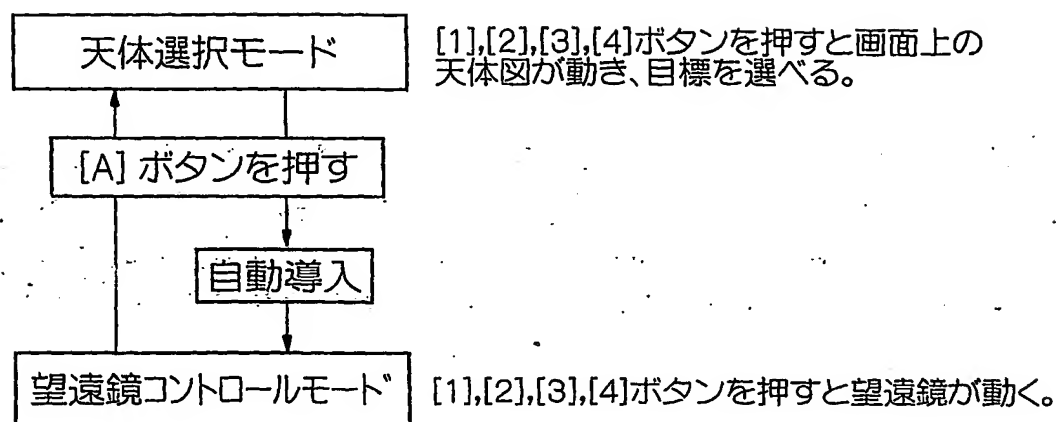 天体選択モード
[1],[2],[3],[4]ボタンを押すと画面上の
天体図が動き、目標を選べる。
[A] ボタンを押す
自動導入
望遠鏡コントロールモード
[1],[2],[3],[4]ボタンを押すと望遠鏡が動く。